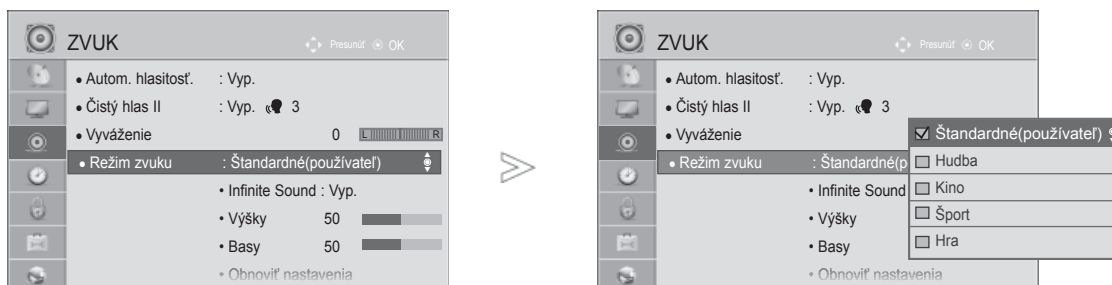 ZVUK
Presunúť OK
• Autom. hlasitosť. : Vyp.
• Čistý hlas II : Vyp. 3
• Vyváženie 0 L R
• Režim zvuku : Štandardné(používateľ)
• Infinite Sound : Vyp.
• Výšky 50
• Basy 50
• Obnoviť nastavenia
ZVUK
Presunúť OK
• Autom. hlasitosť. : Vyp.
• Čistý hlas II : Vyp. 3
• Vyváženie
• Režim zvuku : Štandardné(p
• Infinite Sound
• Výšky
• Basy
• Obnoviť nastavenia
Štandardné(používateľ)
Hudba
Kino
Šport
Hra